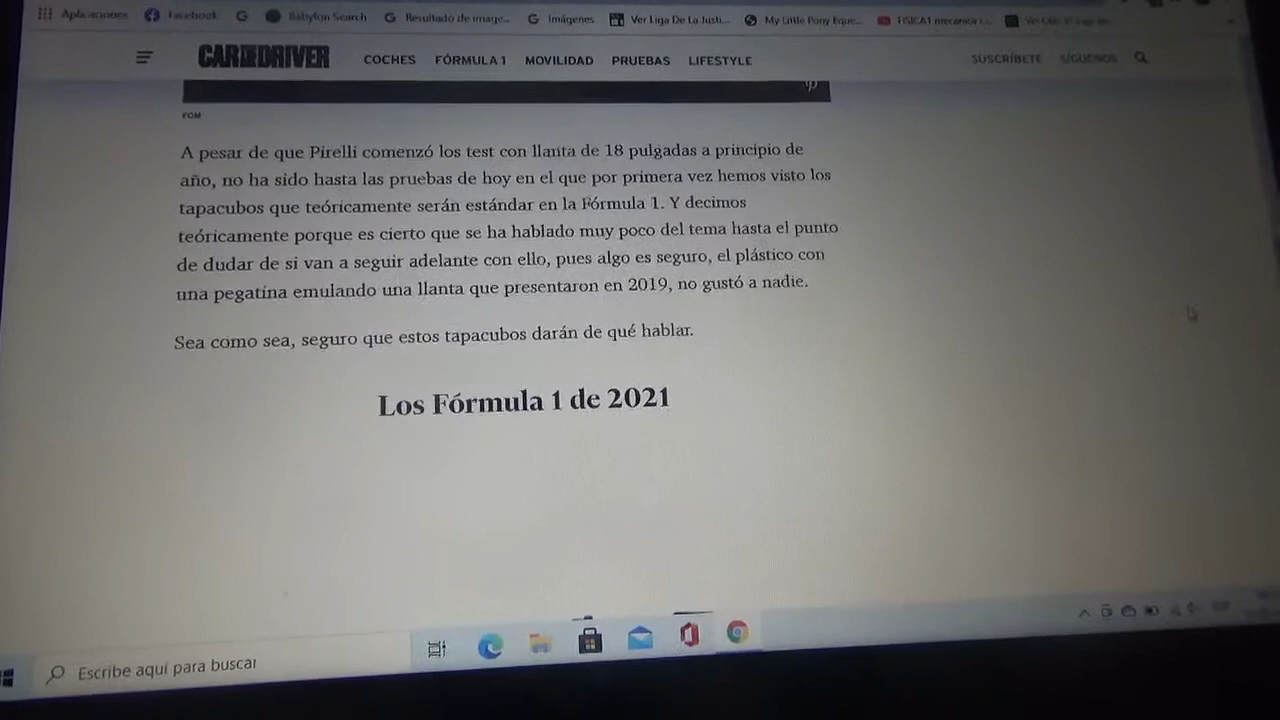 Aplicaciones
Facebook
Babylon Search
Resultado de image...
Imágenes
Ver Liga De La Justi...
My Little Pony Eque...
FISICA1 mecanica
CAR AND DRIVER
COCHES
FÓRMULA 1
MOVILIDAD
PRUEBAS
LIFESTYLE
SUSCRÍBETE
SÍGUENOS
FOM
A pesar de que Pirelli comenzó los test con llanta de 18 pulgadas a principio de
año, no ha sido hasta las pruebas de hoy en el que por primera vez hemos visto los
tapacubos que teóricamente serán estándar en la Fórmula 1. Y decimos
teóricamente porque es cierto que se ha hablado muy poco del tema hasta el punto
de dudar de si van a seguir adelante con ello, pues algo es seguro, el plástico con
una pegatina emulando una llanta que presentaron en 2019, no gustó a nadie.
Sea como sea, seguro que estos tapacubos darán de qué hablar.
Los Fórmula 1 de 2021
Escribe aquí para buscar